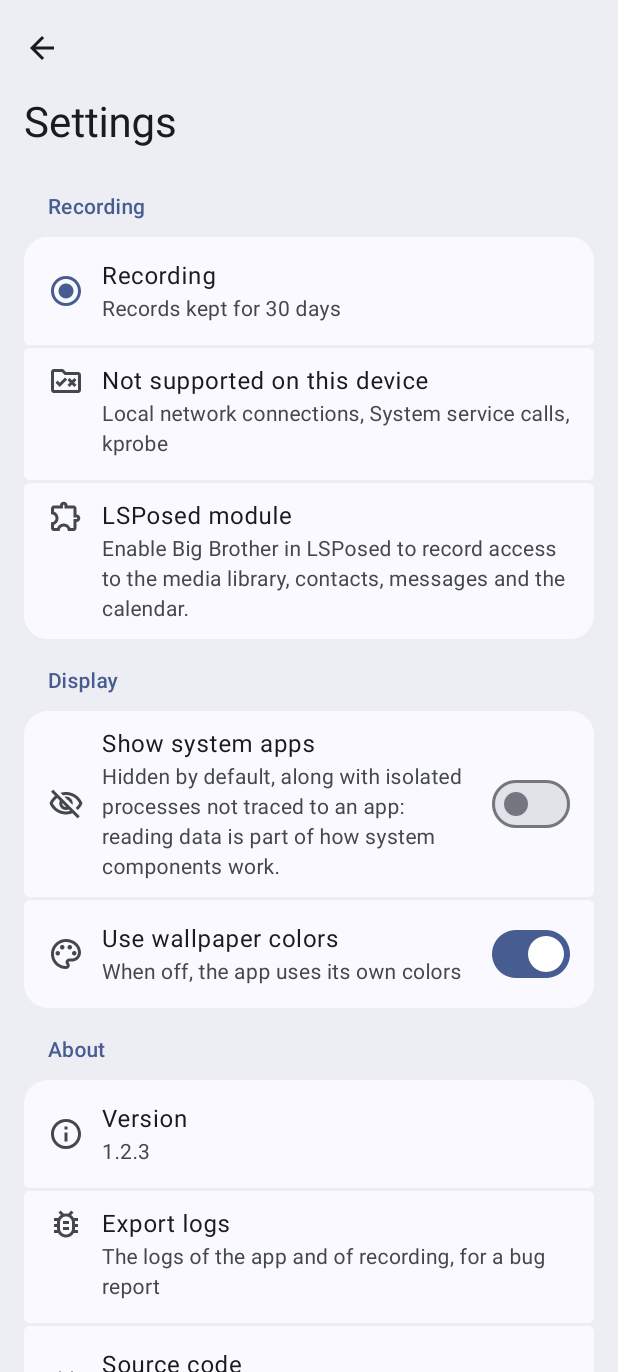 Settings
Recording
Recording
Records kept for 30 days
Not supported on this device
Local network connections, System service calls,
kprobe
LSPosed module
Enable Big Brother in LSPosed to record access
to the media library, contacts, messages and the
calendar.
Display
Show system apps
Hidden by default, along with isolated
processes not traced to an app:
reading data is part of how system
components work.
Use wallpaper colors
When off, the app uses its own colors
About
Version
1.2.3
Export logs
The logs of the app and of recording, for a bug
report
Source code